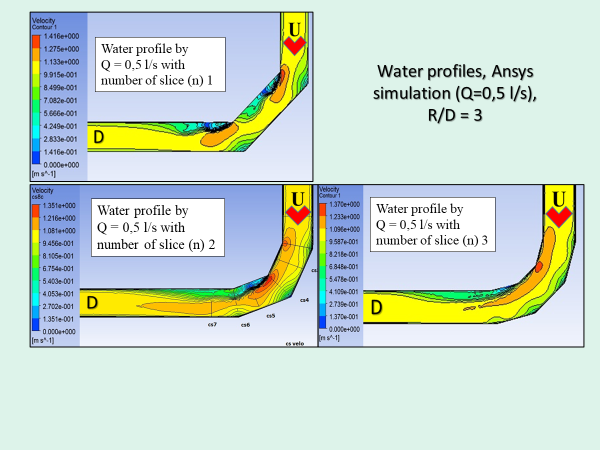 Velocity
Contour 1
1.416e+000
1.275e+000
1.133e+000
9.915e-001
8.499e-001
7.082e-001
5.666e-001
4.249e-001
2.833e-001
1.416e-001
0.000e+000
[m s^-1]
Water profile by
Q = 0,5 l/s with
number of slice (n) 1
U
D
Water profiles, Ansys
simulation (Q=0,5 l/s),
R/D = 3
Velocity
cs8c
1.351e+000
1.216e+000
1.081e+000
9.456e-001
8.105e-001
6.754e-001
5.403e-001
4.053e-001
2.702e-001
1.351e-001
0.000e+000
[m s^-1]
Water profile by
Q = 0,5 l/s with
number of slice (n) 2
U
D
cs4
cs5
cs6
cs7
cs velo
Velocity
Contour 1
1.370e+000
1.233e+000
1.096e+000
9.587e-001
8.218e-001
6.848e-001
5.478e-001
4.109e-001
2.739e-001
1.370e-001
0.000e+000
[m s^-1]
Water profile by
Q = 0,5 l/s with
number of slice (n) 3
U
D